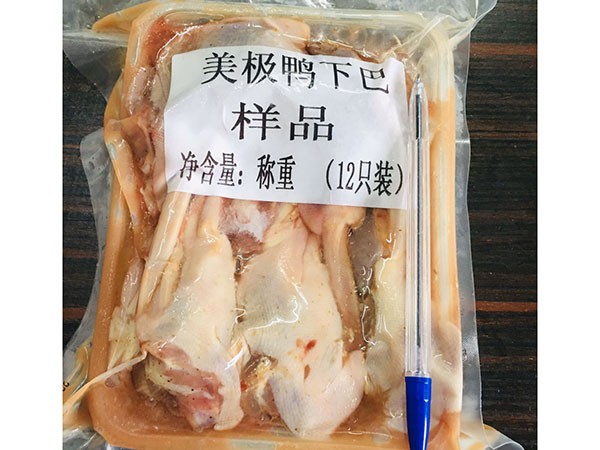 美极鸭下巴
样品
净含量：称重 （12只装）